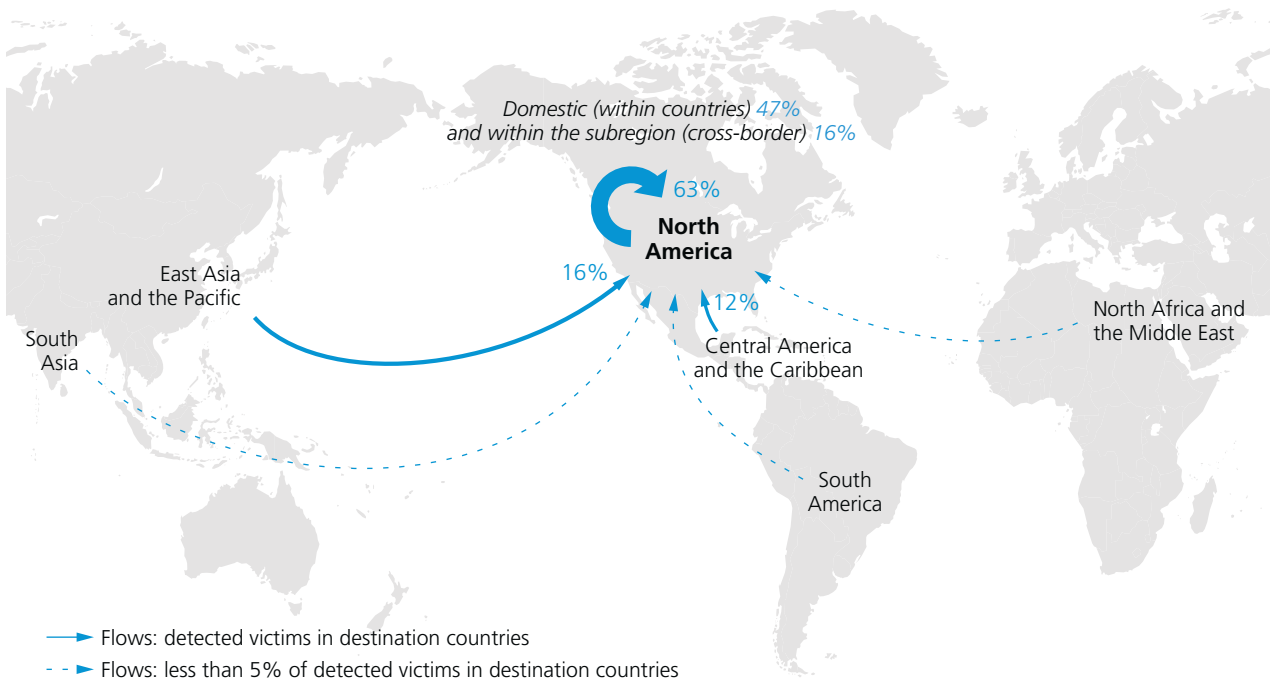 Domestic (within countries) 47%
and within the subregion (cross-border) 16%
63%
North
America
16%
East Asia
and the Pacific
12%
North Africa and
the Middle East
South
Asia
Central America
and the Caribbean
South
America
Flows: detected victims in destination countries
Flows: less than 5% of detected victims in destination countries